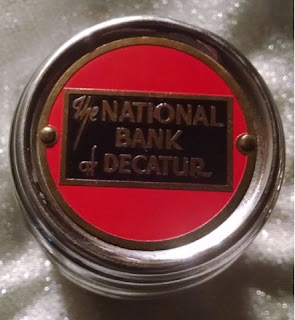 The NATIONAL
BANK
of DECATUR